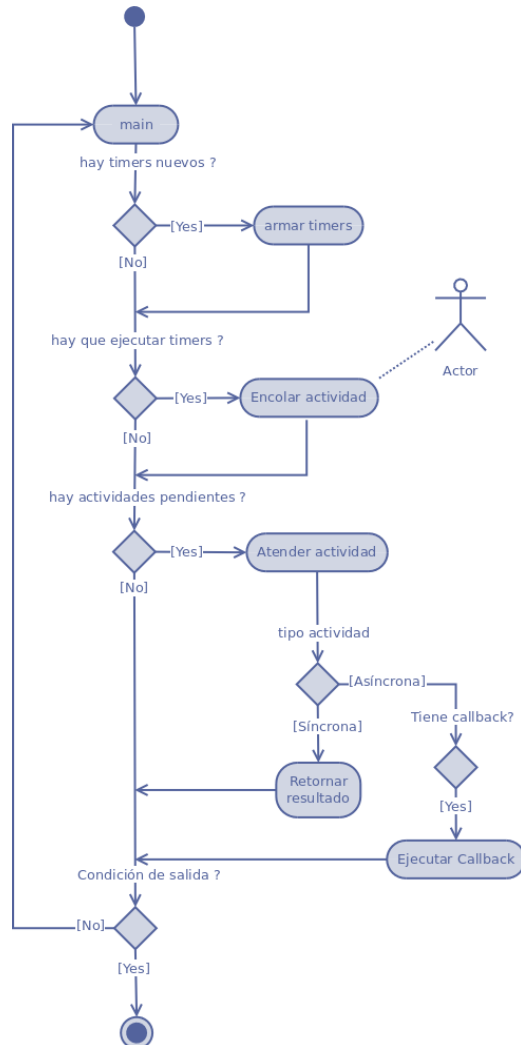 main
hay timers nuevos ?
[Yes]
armar timers
[No]
hay que ejecutar timers ?
Actor
[Yes]
Encolar actividad
[No]
hay actividades pendientes ?
[Yes]
Atender actividad
[No]
tipo actividad
[Asíncrona]
[Síncrona]
Tiene callback?
Retornar
resultado
[Yes]
Ejecutar Callback
Condición de salida ?
[No]
[Yes]